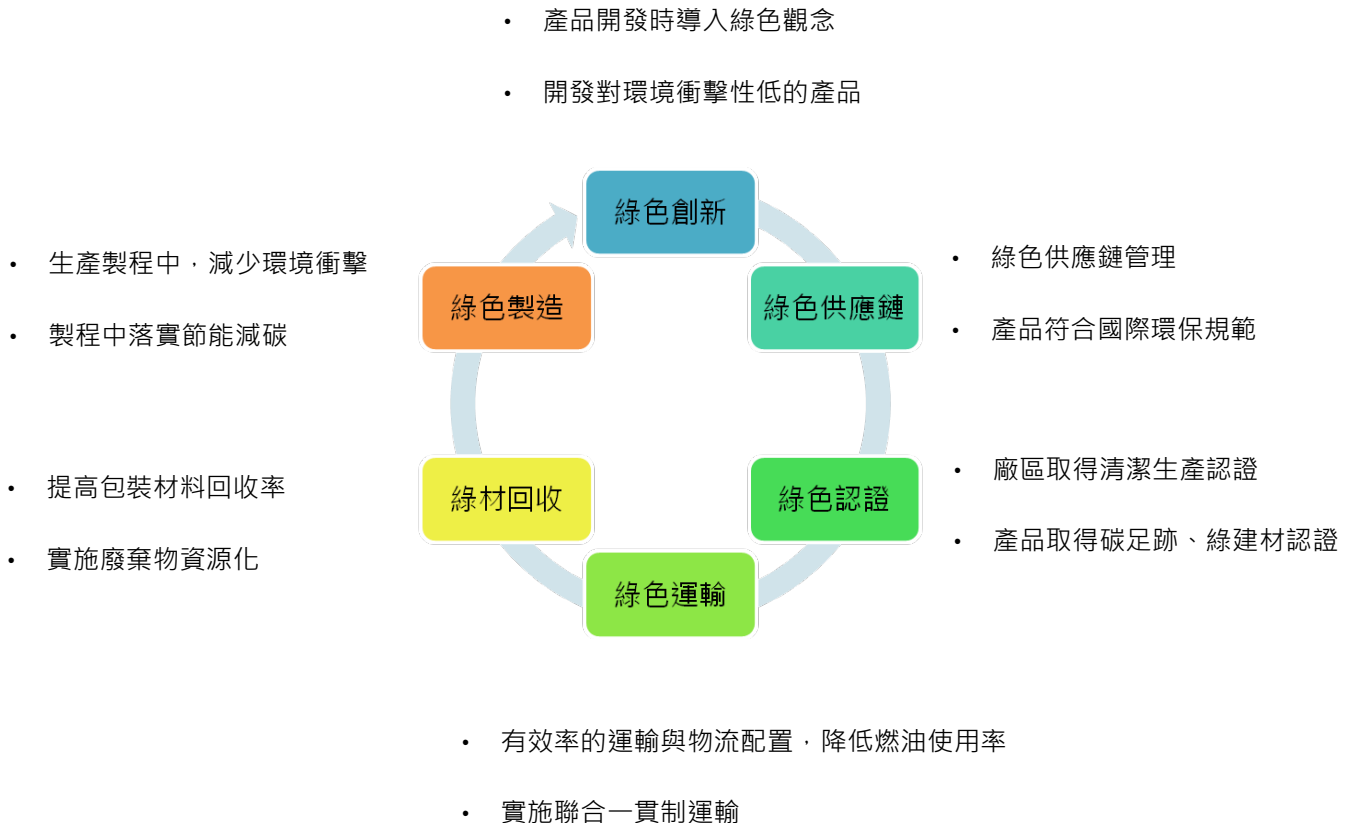 • 產品開發時導入綠色觀念
• 開發對環境衝擊性低的產品
綠色創新
綠色供應鏈
• 綠色供應鏈管理
• 產品符合國際環保規範
綠色認證
• 廠區取得清潔生產認證
• 產品取得碳足跡、綠建材認證
綠色運輸
• 有效率的運輸與物流配置，降低燃油使用率
• 實施聯合一貫制運輸
綠材回收
• 提高包裝材料回收率
• 實施廢棄物資源化
綠色製造
• 生產製程中，減少環境衝擊
• 製程中落實節能減碳